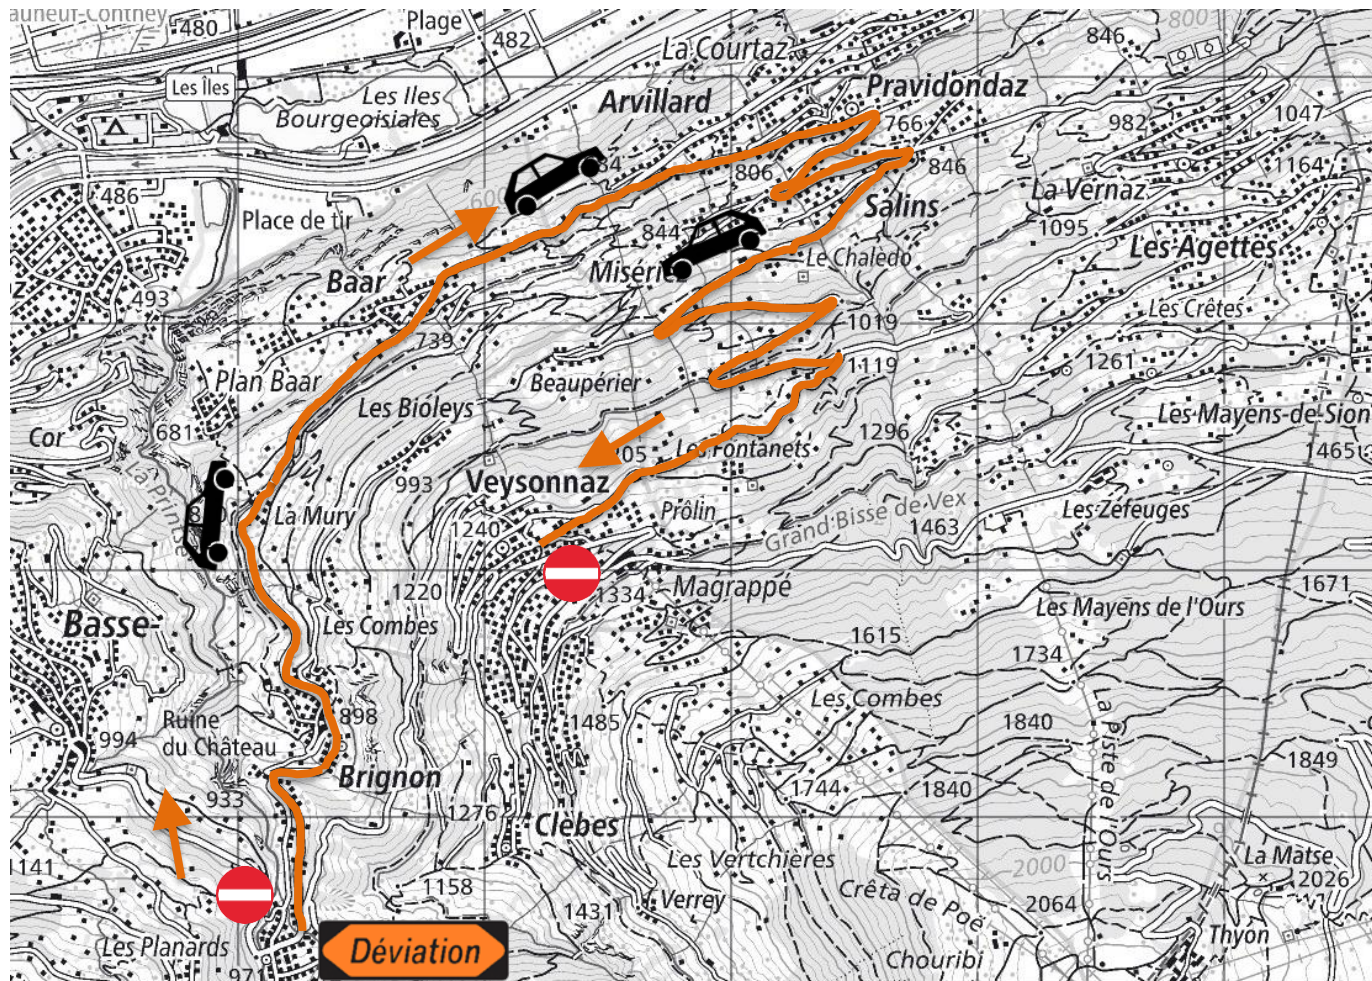 480
Plage
482
La Courtaz
846
800
Les Îles
Les Iles
Bourgeoisiales
Arvillard
Pravidondaz
766
982
1047
1164
806
846
486
600
La Vernaz
Place de tir
844
Salins
1095
Les Agettes
Baar
Misérie
Le Chaledo
493
739
1019
Les Crêtes
Plan Baar
Beaupérier
1119
1261
Les Bioleys
Les Mayens-de-Sion
Cor
681
1296
1465
Les Fontanets
993
Veysonnaz
La Printse
La Mury
Prôlin
Grand Bisse de Vex
1463
Les Zéfeuges
1240
1220
1334
Magrappé
1671
Les Mayens de l'Ours
Basse-
Les Combes
1615
1734
Les Combes
898
1485
1840
Ruine
du Château
994
La Piste de l'Ours
1849
Brignon
933
1744
1840
1276
Clèbes
1141
Les Vertchières
2000
La Matse
2026
1158
Verrey
Crêta de Poë
2064
1431
Les Planards
Déviation
Thyon
971
Chouribi